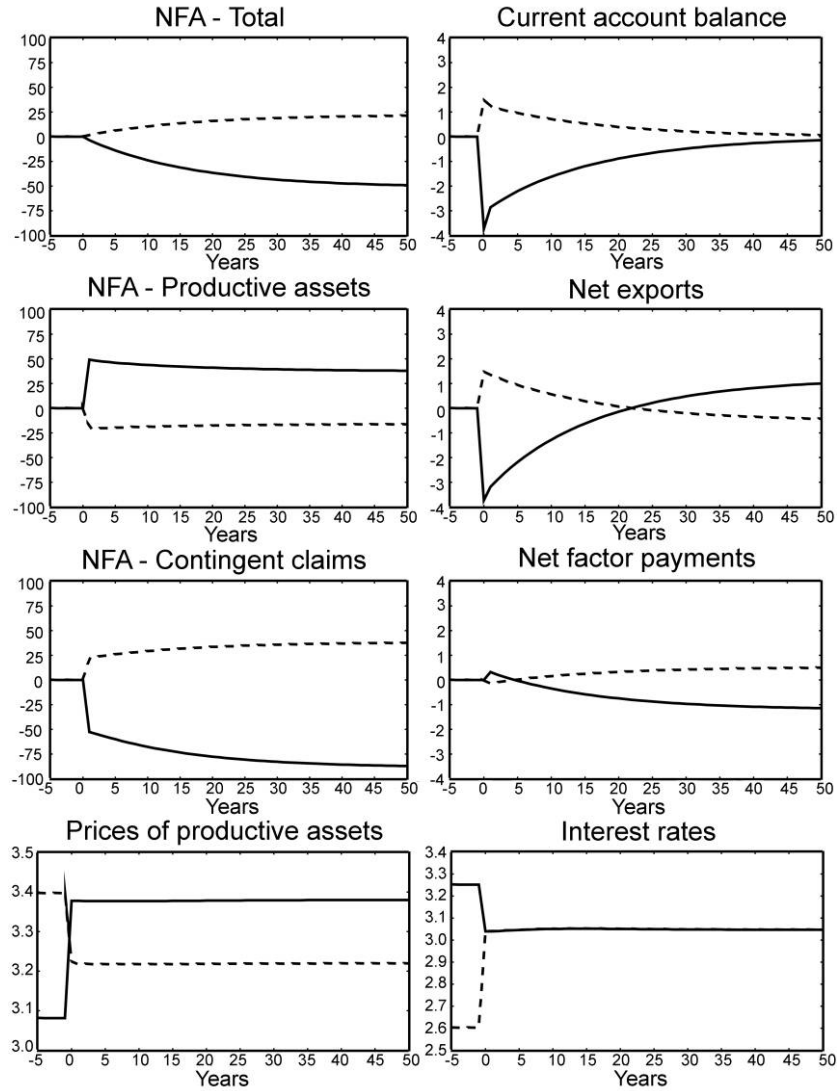 NFA - Total
100
75
50
25
0
-25
-50
-75
-100
-5 0 5 10 15 20 25 30 35 40 45 50
Years
Current account balance
4
3
2
1
0
-1
-2
-3
-4
-5 0 5 10 15 20 25 30 35 40 45 50
Years
NFA - Productive assets
100
75
50
25
0
-25
-50
-75
-100
-5 0 5 10 15 20 25 30 35 40 45 50
Years
Net exports
4
3
2
1
0
-1
-2
-3
-4
-5 0 5 10 15 20 25 30 35 40 45 50
Years
NFA - Contingent claims
100
75
50
25
0
-25
-50
-75
-100
-5 0 5 10 15 20 25 30 35 40 45 50
Years
Net factor payments
4
3
2
1
0
-1
-2
-3
-4
-5 0 5 10 15 20 25 30 35 40 45 50
Years
Prices of productive assets
3.5
3.4
3.3
3.2
3.1
3.0
-5 0 5 10 15 20 25 30 35 40 45 50
Years
Interest rates
3.4
3.3
3.2
3.1
3.0
2.9
2.8
2.7
2.6
2.5
-5 0 5 10 15 20 25 30 35 40 45 50
Years